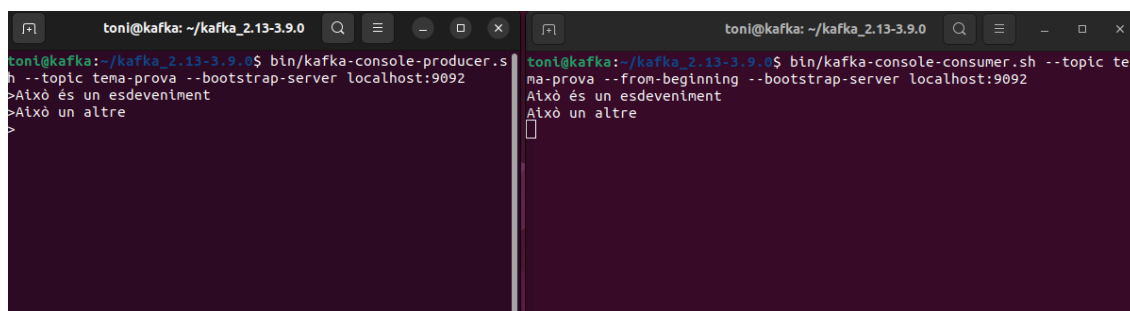 toni@kafka: ~/kafka_2.13-3.9.0
toni@kafka:~/kafka_2.13-3.9.0$ bin/kafka-console-producer.s
h --topic tema-prova --bootstrap-server localhost:9092
>Això és un esdeveniment
>Això un altre
>
toni@kafka: ~/kafka_2.13-3.9.0
toni@kafka:~/kafka_2.13-3.9.0$ bin/kafka-console-consumer.sh --topic te
ma-prova --from-beginning --bootstrap-server localhost:9092
Això és un esdeveniment
Això un altre